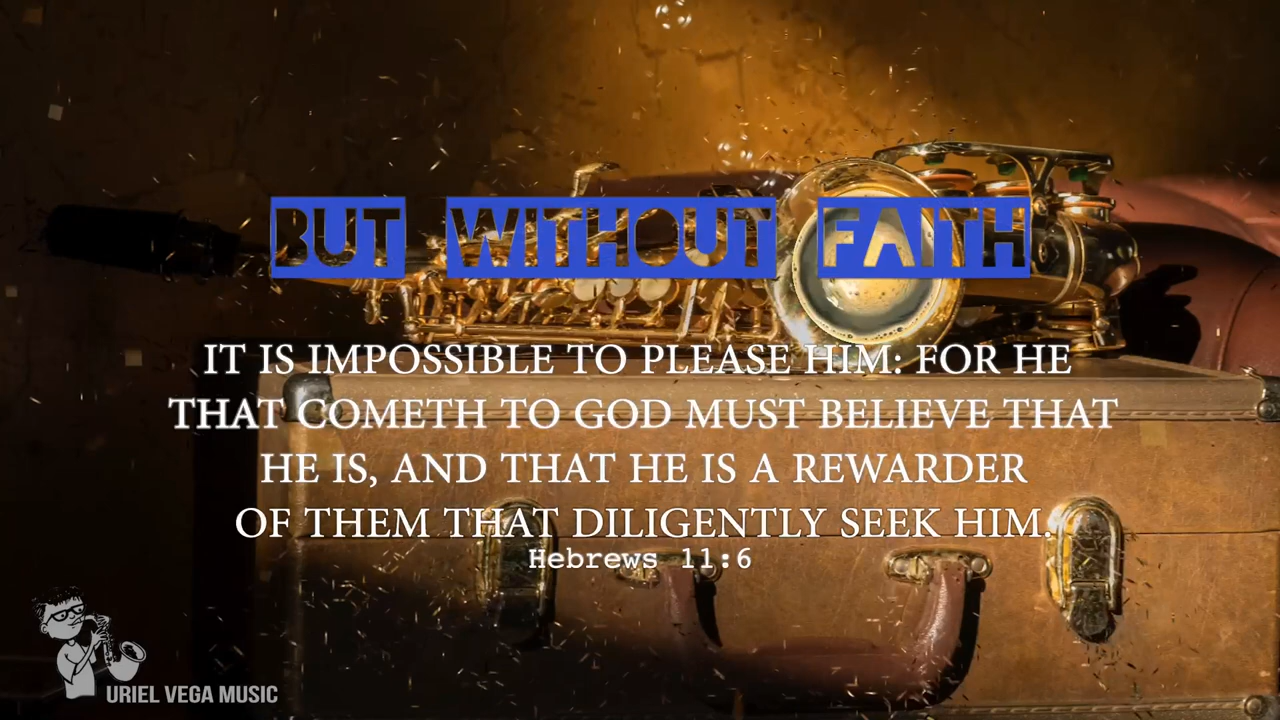 BUT WITHOUT FAITH
IT IS IMPOSSIBLE TO PLEASE HIM: FOR HE
THAT COMETH TO GOD MUST BELIEVE THAT
HE IS, AND THAT HE IS A REWARDER
OF THEM THAT DILIGENTLY SEEK HIM.
Hebrews 11:6
URIEL VEGA MUSIC